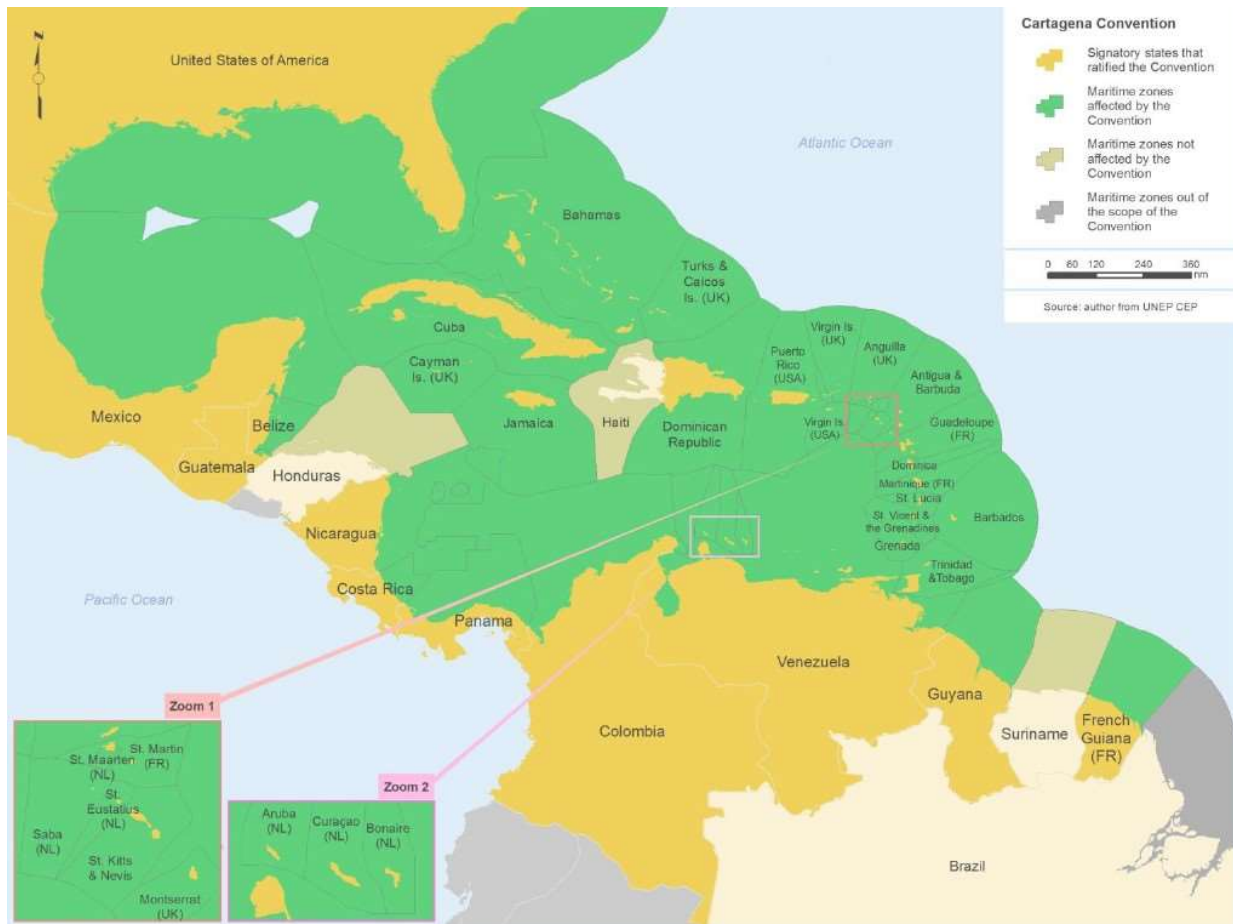 N
United States of America
Atlantic Ocean
Cartagena Convention
Signatory states that
ratified the Convention
Maritime zones
affected by the
Convention
Maritime zones not
affected by the
Convention
Maritime zones out of
the scope of the
Convention
0 60 120 240 360
nm
Source: author from UNEP CEP
Bahamas
Turks &
Caicos
Is. (UK)
Cuba
Cayman
Is. (UK)
Virgin Is.
(UK)
Puerto
Rico
(USA)
Anguilla
(UK)
Antigua &
Barbuda
Mexico
Belize
Jamaica
Haiti
Dominican
Republic
Virgin Is.
(USA)
Guadeloupe
(FR)
Guatemala
Honduras
Dominica
Martinique (FR)
St. Lucia
St. Vicent &
the Grenadines
Barbados
Grenada
Nicaragua
Trinidad
&Tobago
Costa Rica
Pacific Ocean
Panama
Venezuela
Guyana
Colombia
Suriname
French
Guiana
(FR)
Brazil
Zoom 1
St. Martin
(FR)
St. Maarten
(NL)
St.
Eustatius
(NL)
Saba
(NL)
St. Kitts
& Nevis
Montserrat
(UK)
Zoom 2
Aruba
(NL)
Curaçao
(NL)
Bonaire
(NL)